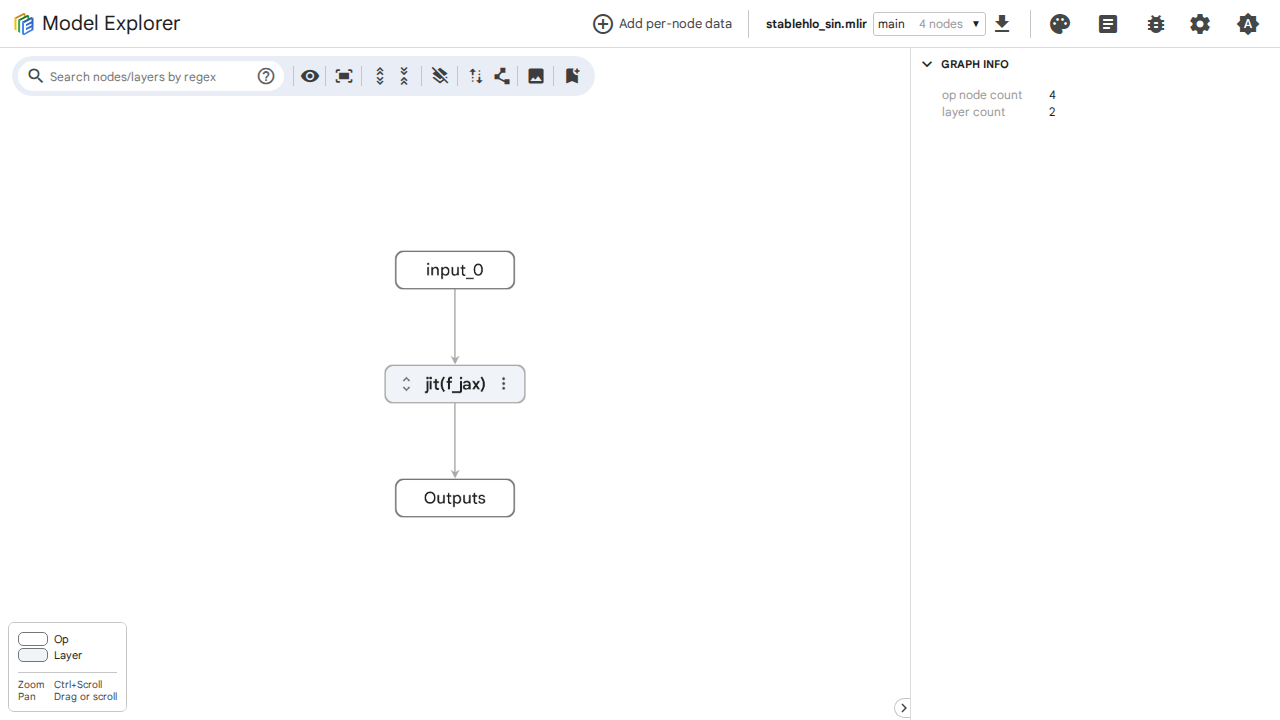 Model Explorer
Add per-node data
stablehlo_sin.mlir
main 4 nodes ▼
A
Search nodes/layers by regex
GRAPH INFO
op node count 4
layer count 2
input_0
jit(f_jax)
Outputs
Op
Layer
Zoom Ctrl+Scroll
Pan Drag or scroll